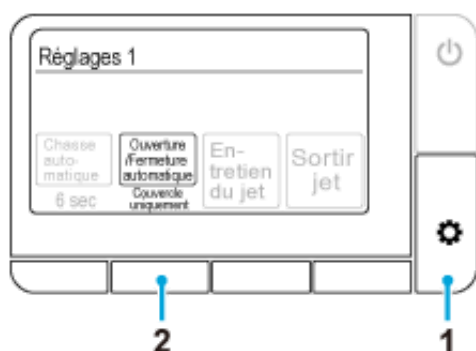 Réglages 1
Chasse
auto-
matique
6 sec
Ouverture
/Fermeture
automatique
Couvercle
uniquement
En-
tretien
du jet
Sortir
jet
2
1